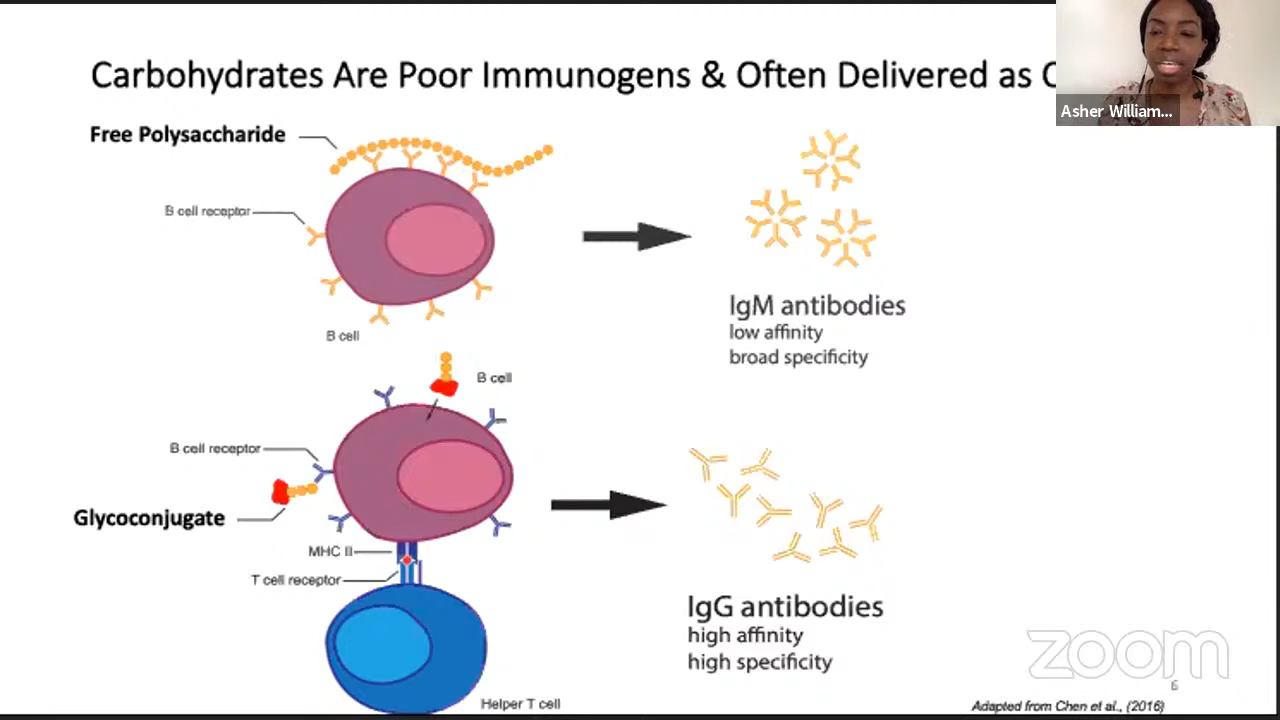 Carbohydrates Are Poor Immunogens & Often Delivered as
Asher William...
Free Polysaccharide
B cell receptor
B cell
IgM antibodies
low affinity
broad specificity
B cell
B cell receptor
Glycoconjugate
MHC II
T cell receptor
Helper T cell
IgG antibodies
high affinity
high specificity
zoom
6
Adapted from Chen et al., (2016)